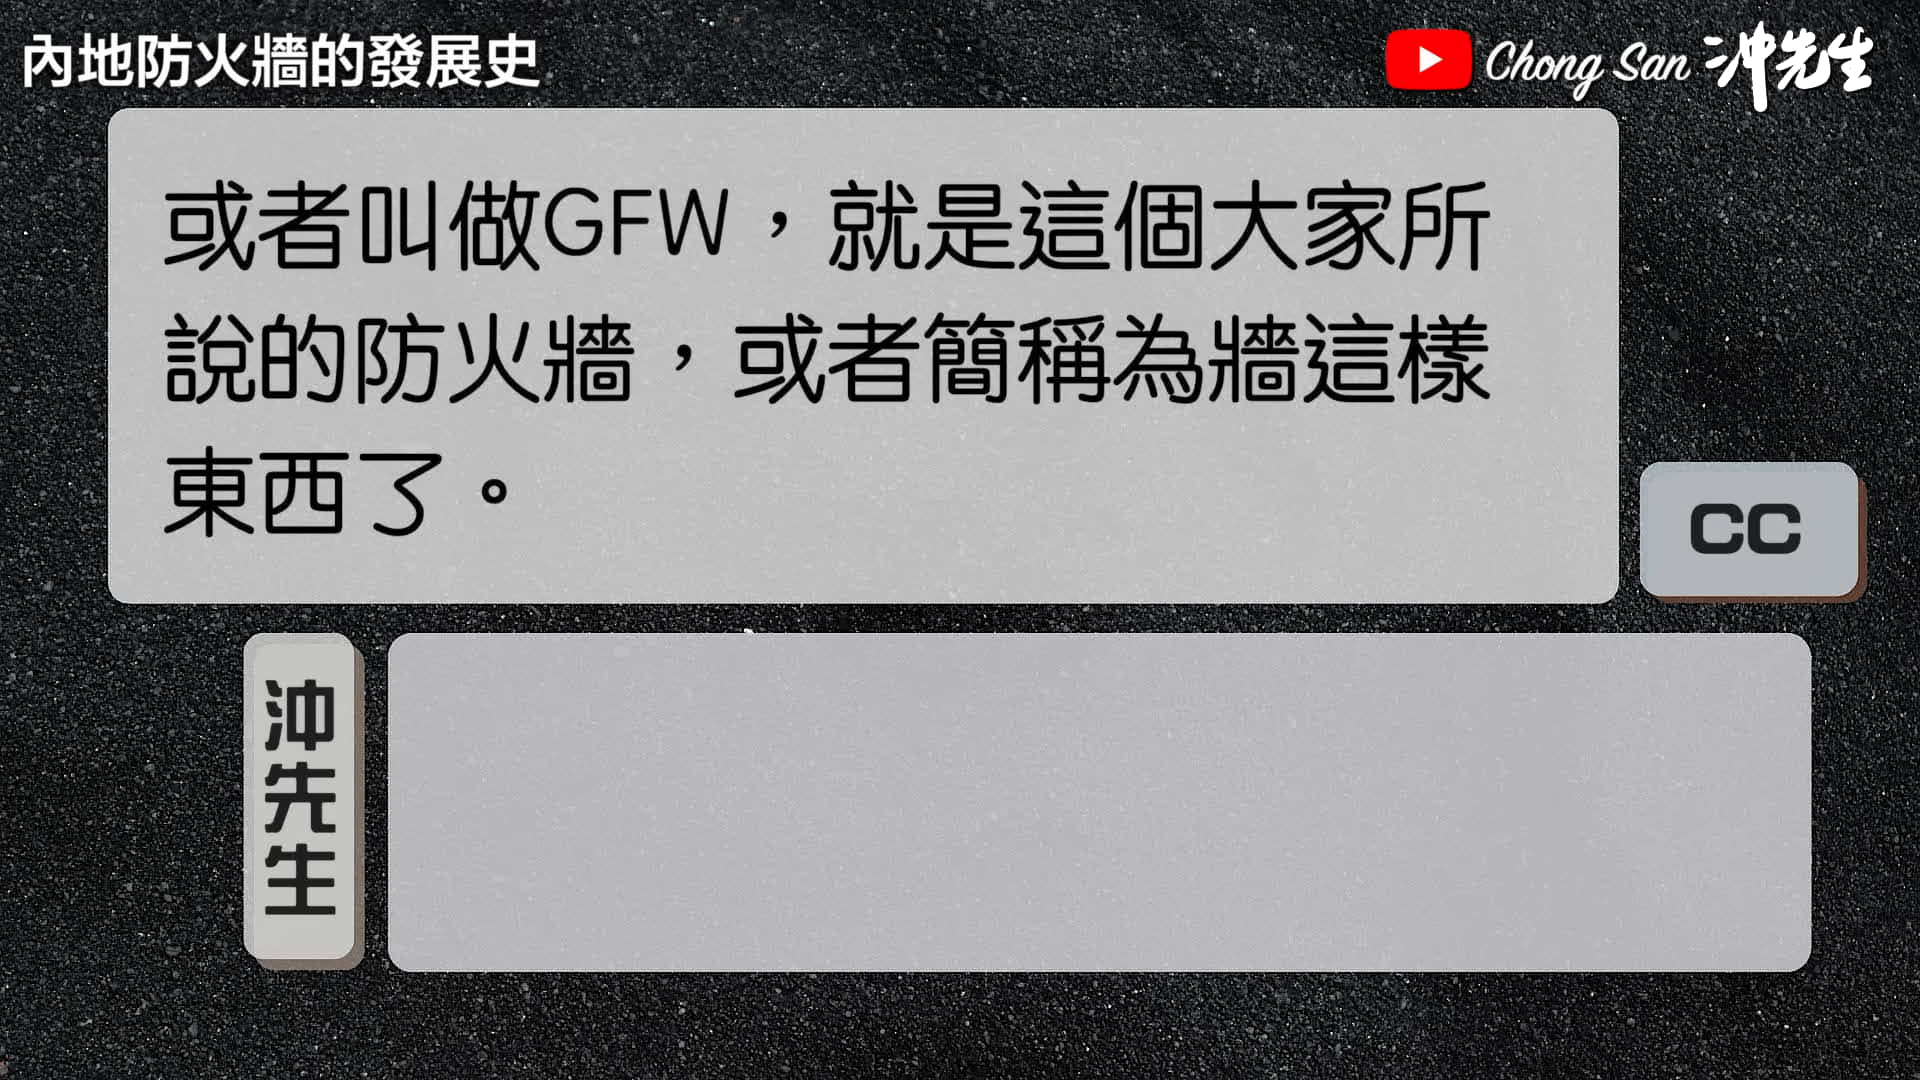 內地防火牆的發展史
Chong San 沖先生
或者叫做GFW，就是這個大家所
說的防火牆，或者簡稱為牆這樣
東西了。
CC
沖先生